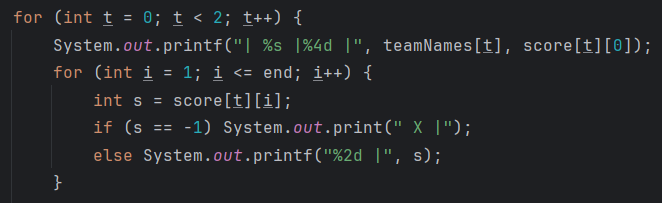 for (int t = 0; t < 2; t++) {
    System.out.printf("| %s |%4d |", teamNames[t], score[t][0]);
    for (int i = 1; i <= end; i++) {
        int s = score[t][i];
        if (s == -1) System.out.print(" X |");
        else System.out.printf("%2d |", s);
    }